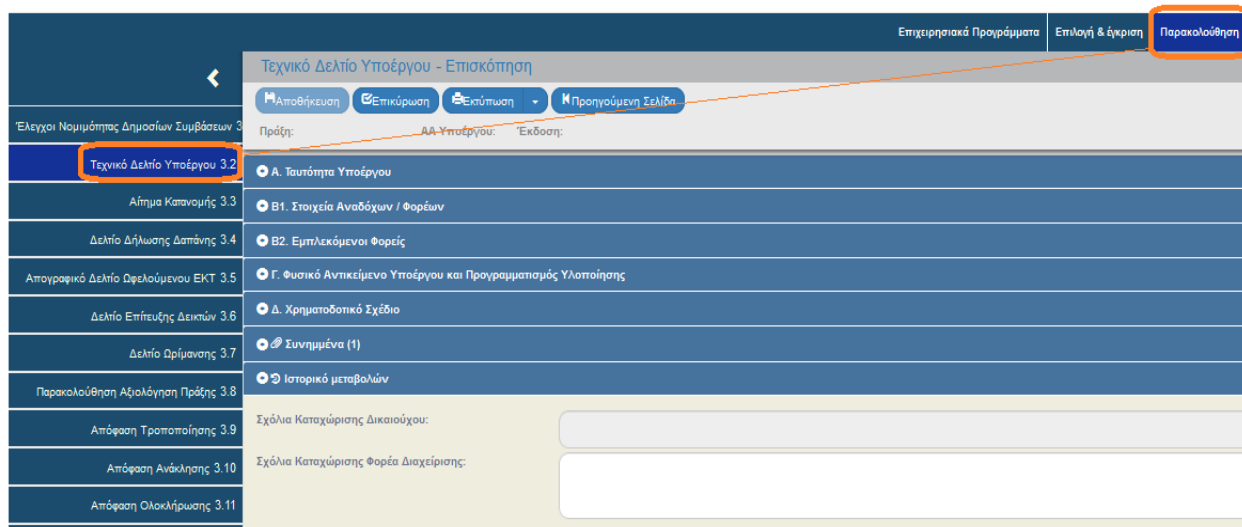 Επιχειρησιακά Προγράμματα Επιλογή & έγκριση Παρακολούθηση
Τεχνικό Δελτίο Υποέργου - Επισκόπηση
Αποθήκευση Επικύρωση Εκτύπωση Προηγούμενη Σελίδα
Πράξη: ΑΑ Υποέργου: Έκδοση:
Έλεγχοι Νομιμότητας Δημοσίων Συμβάσεων 3
Τεχνικό Δελτίο Υποέργου 3.2
Αίτημα Κατανομής 3.3
Δελτίο Δήλωσης Δαπάνης 3.4
Απογραφικό Δελτίο Ωφελούμενου ΕΚΤ 3.5
Δελτίο Επίτευξης Δεικτών 3.6
Δελτίο Ωρίμανσης 3.7
Παρακολούθηση Αξιολόγηση Πράξης 3.8
Απόφαση Τροποποίησης 3.9
Απόφαση Ανάκλησης 3.10
Απόφαση Ολοκλήρωσης 3.11
Α. Ταυτότητα Υποέργου
Β1. Στοιχεία Αναδόχων / Φορέων
Β2. Εμπλεκόμενοι Φορείς
Γ. Φυσικό Αντικείμενο Υποέργου και Προγραμματισμός Υλοποίησης
Δ. Χρηματοδοτικό Σχέδιο
Συνημμένα (1)
Ιστορικό μεταβολών
Σχόλια Καταχώρισης Δικαιούχου:
Σχόλια Καταχώρισης Φορέα Διαχείρισης: